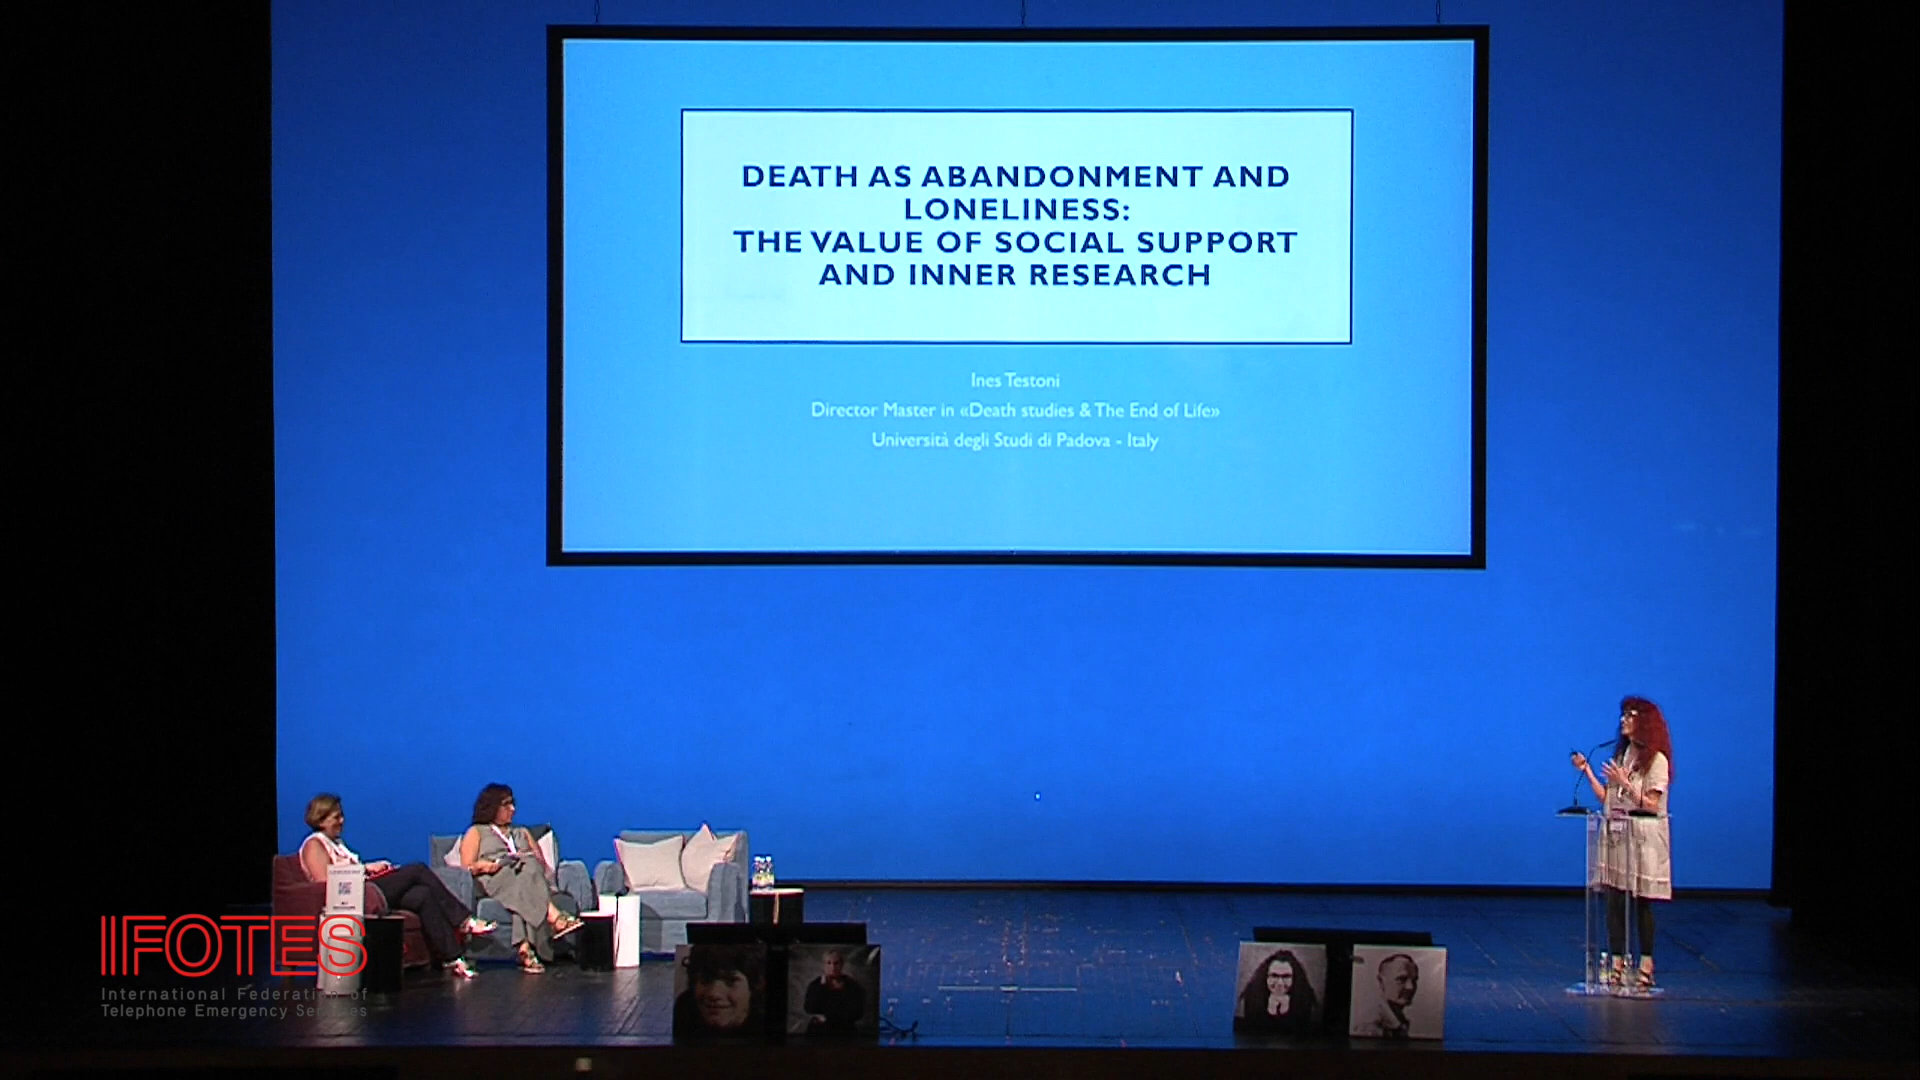 DEATH AS ABANDONMENT AND
LONELINESS:
THE VALUE OF SOCIAL SUPPORT
AND INNER RESEARCH
Ines Testoni
Director Master in «Death studies & The End of Life»
Università degli Studi di Padova - Italy
IFOTES
International Federation of
Telephone Emergency Services